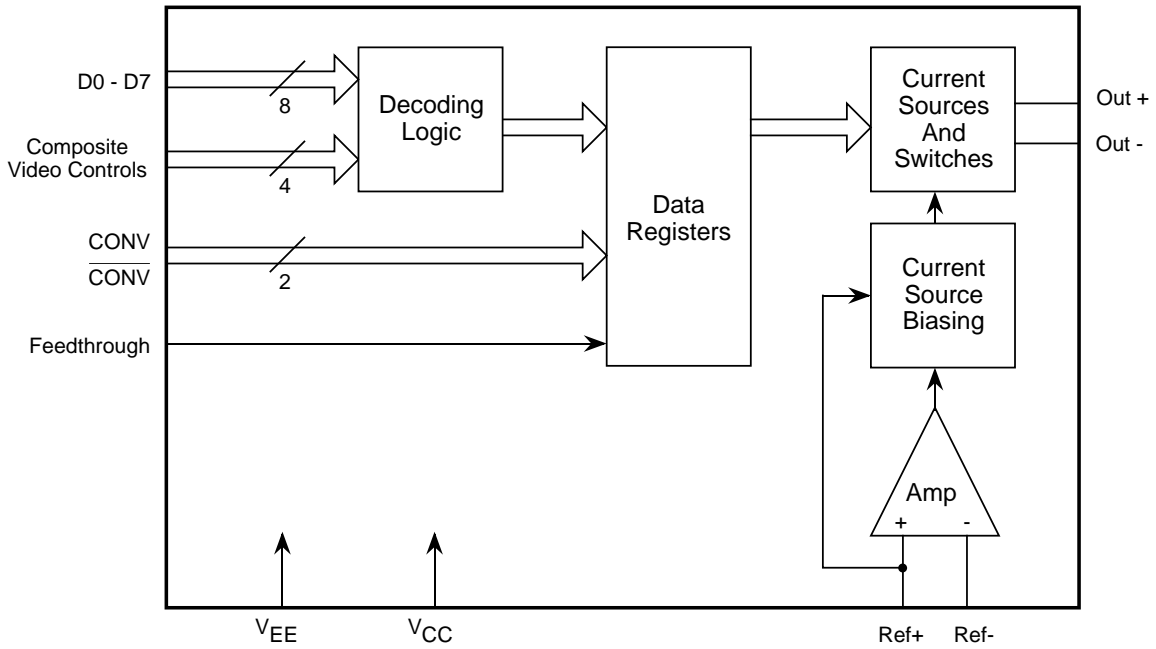 D0 - D7
8
Composite
Video Controls
4
CONV
CONV
2
Feedthrough
Decoding
Logic
Data
Registers
Current
Sources
And
Switches
Out +
Out -
Current
Source
Biasing
Amp
+ -
VEE
VCC
Ref+
Ref-